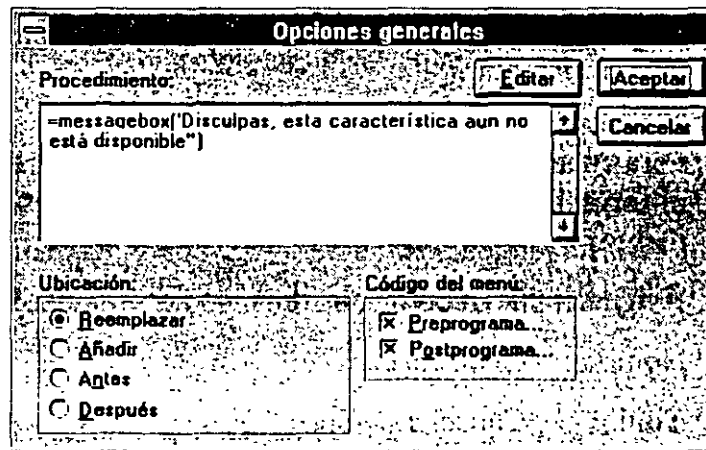 Opciones generales
Procedimiento:
Editar
Aceptar
=messagebox("Disculpas, esta característica aun no
está disponible")
Cancelar
Ubicación:
Código del menú:
Reemplazar
Preprograma...
Añadir
Postprograma...
Antes
Después